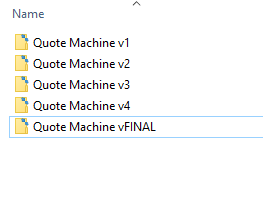 Name
Quote Machine v1
Quote Machine v2
Quote Machine v3
Quote Machine v4
Quote Machine vFINAL